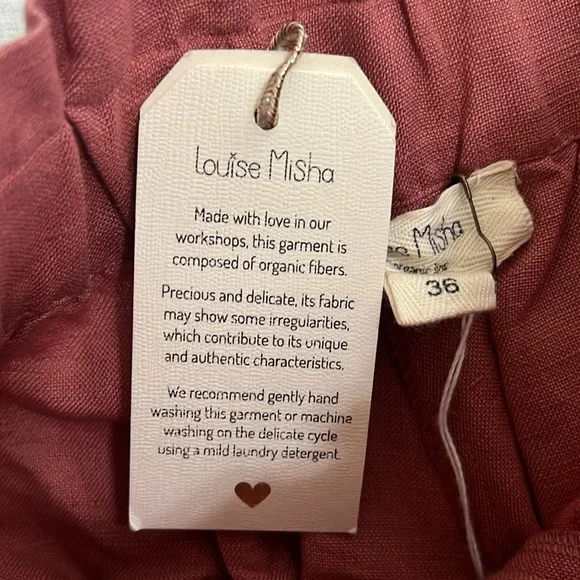 Louise Misha
Made with love in our
workshops, this garment is
composed of organic fibers.
Precious and delicate, its fabric
may show some irregularities,
which contribute to its unique
and authentic characteristics.
We recommend gently hand
washing this garment or machine
washing on the delicate cycle
using a mild laundry detergent.
Misha
organic
36